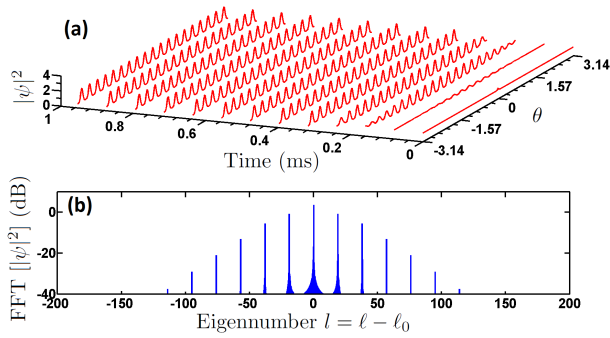 (a)
|ψ|²
4
2
0
1
0.8
0.6
0.4
0.2
0
Time (ms)
-3.14
-1.57
0
1.57
3.14
θ
(b)
FFT [|ψ|²] (dB)
0
-20
-40
-200 -150 -100 -50 0 50 100 150 200
Eigennumber l = ℓ − ℓ₀